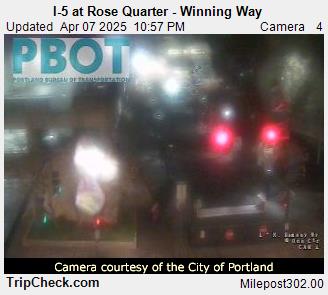 I-5 at Rose Quarter - Winning Way
Updated Apr 07 2025 10:57 PM Camera 4
PBOT
PORTLAND BUREAU OF TRANSPORTATION
Camera courtesy of the City of Portland
TripCheck.com Milepost302.00